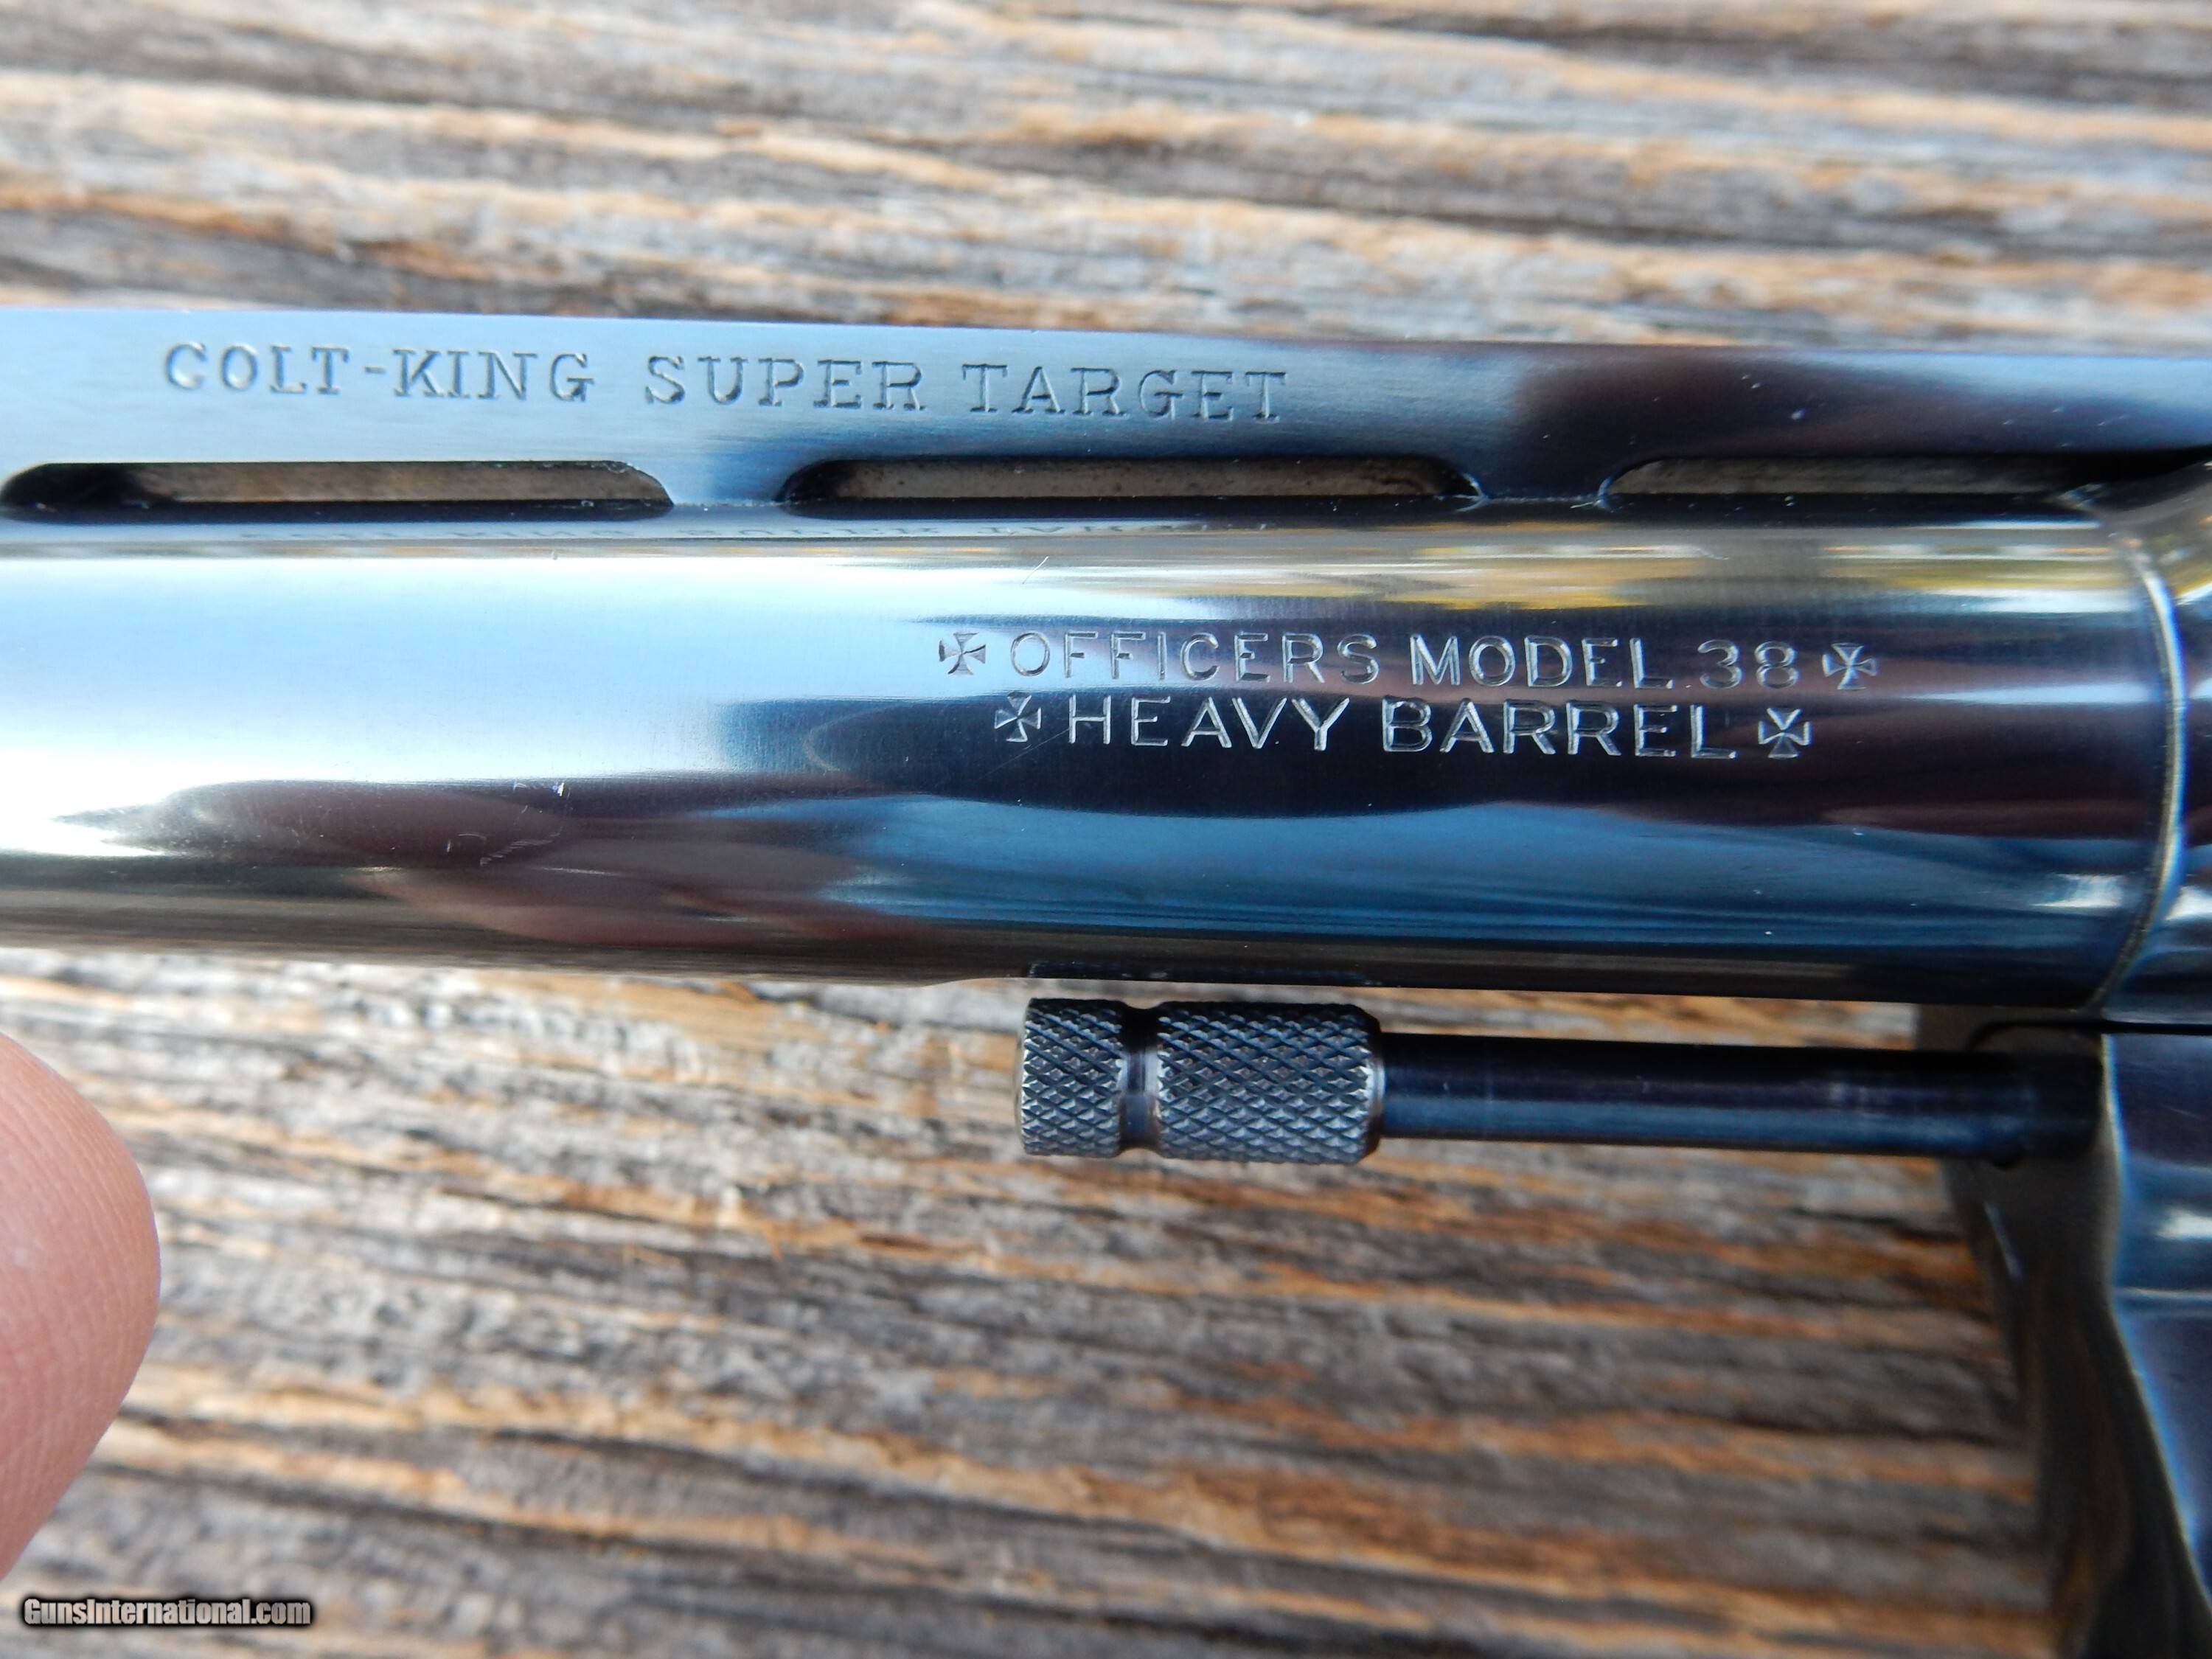 COLT-KING SUPER TARGET
✠ OFFICERS MODEL 38 ✠
✠ HEAVY BARREL ✠
GunsInternational.com